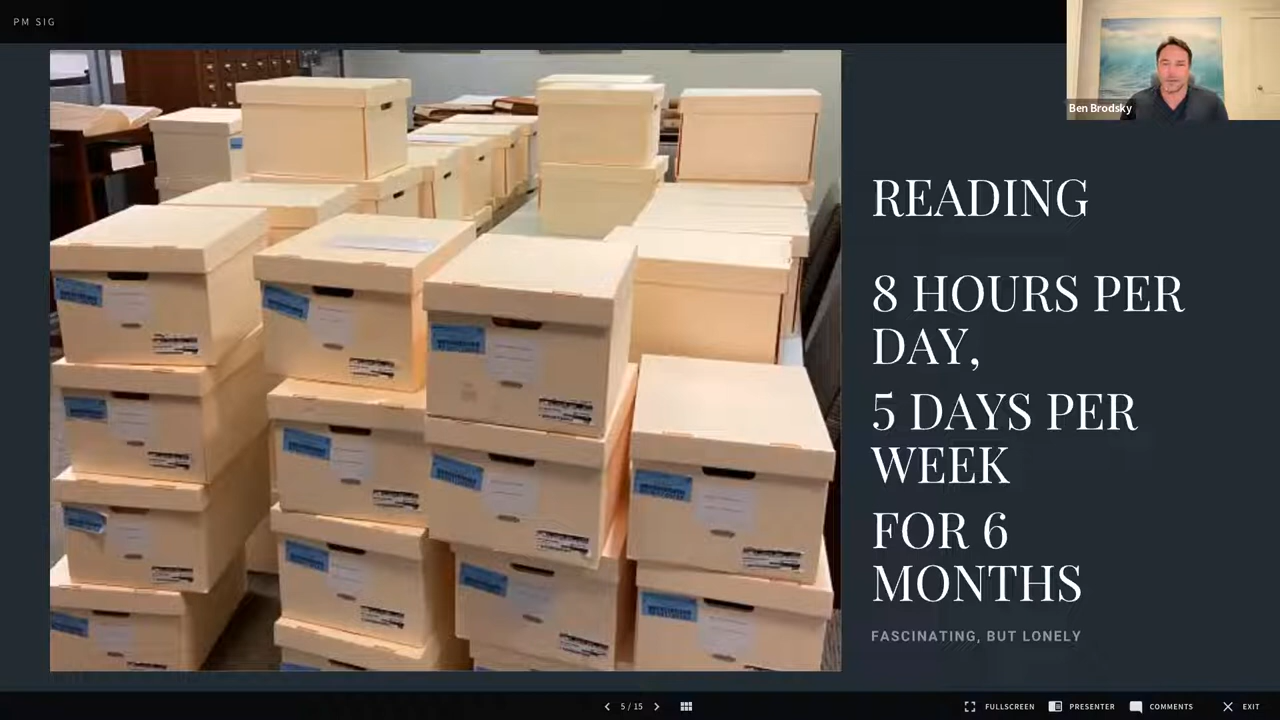 PM SIG
Ben Brodsky
READING
8 HOURS PER
DAY,
5 DAYS PER
WEEK
FOR 6
MONTHS
FASCINATING, BUT LONELY
5 / 15
FULLSCREEN
PRESENTER
COMMENTS
EXIT